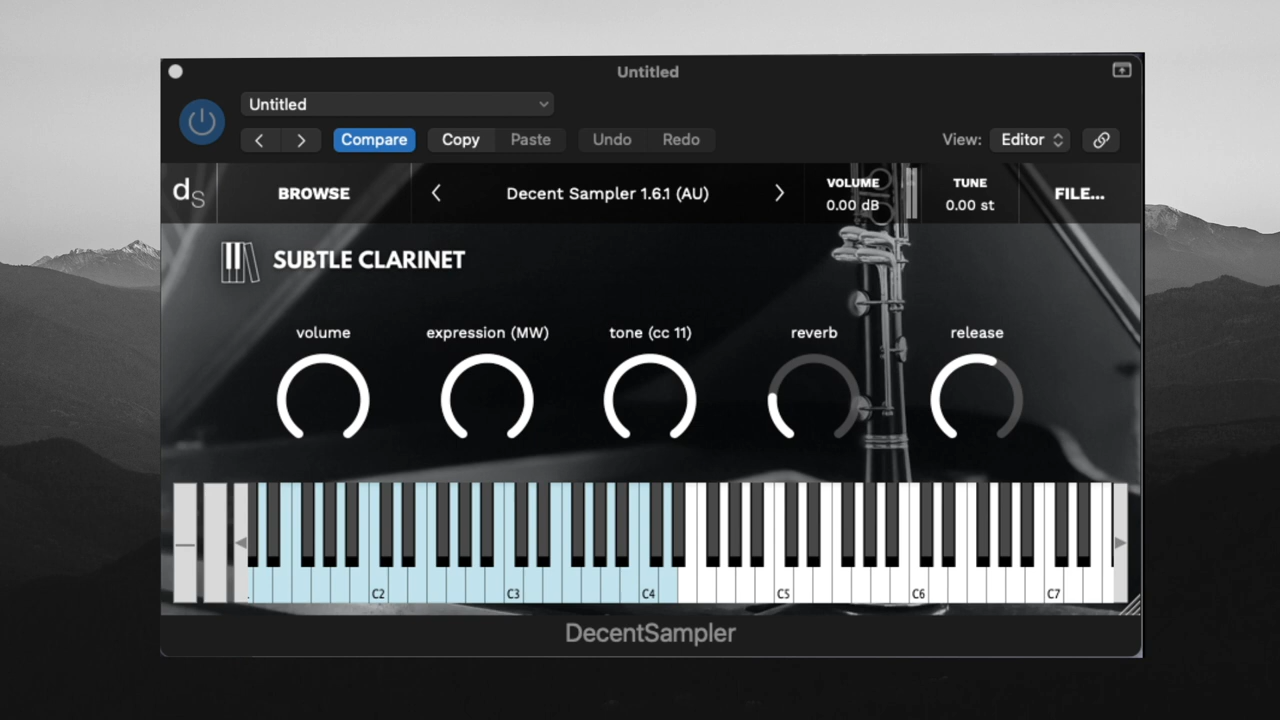 Untitled
Untitled
Compare Copy Paste Undo Redo View: Editor
ds BROWSE Decent Sampler 1.6.1 (AU) VOLUME 0.00 dB TUNE 0.00 st FILE...
SUBTLE CLARINET
volume expression (MW) tone (cc 11) reverb release
C2 C3 C4 C5 C6 C7
DecentSampler